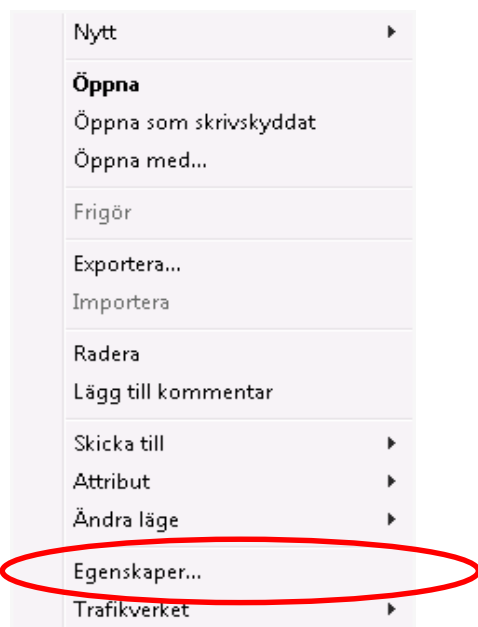 Nytt
Öppna
Öppna som skrivskyddat
Öppna med...
Frigör
Exportera...
Importera
Radera
Lägg till kommentar
Skicka till
Attribut
Ändra läge
Egenskaper...
Trafikverket